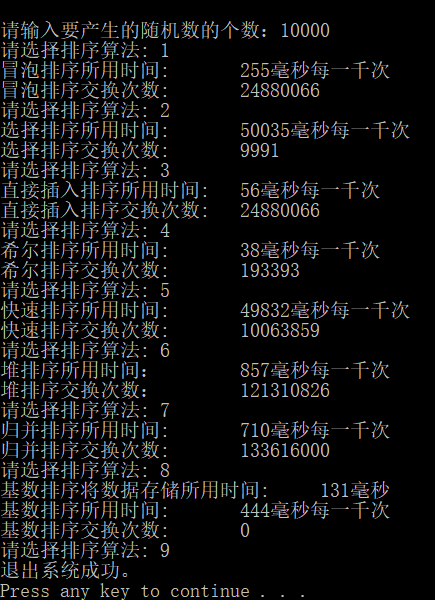 请输入要产生的随机数的个数：10000
请选择排序算法: 1
冒泡排序所用时间: 255毫秒每一千次
冒泡排序交换次数: 24880066
请选择排序算法: 2
选择排序所用时间: 50035毫秒每一千次
选择排序交换次数: 9991
请选择排序算法: 3
直接插入排序所用时间: 56毫秒每一千次
直接插入排序交换次数: 24880066
请选择排序算法: 4
希尔排序所用时间: 38毫秒每一千次
希尔排序交换次数: 193393
请选择排序算法: 5
快速排序所用时间: 49832毫秒每一千次
快速排序交换次数: 10063859
请选择排序算法: 6
堆排序所用时间： 857毫秒每一千次
堆排序交换次数： 121310826
请选择排序算法: 7
归并排序所用时间: 710毫秒每一千次
归并排序交换次数: 133616000
请选择排序算法: 8
基数排序将数据存储所用时间: 131毫秒
基数排序所用时间: 444毫秒每一千次
基数排序交换次数: 0
请选择排序算法: 9
退出系统成功。
Press any key to continue . . .